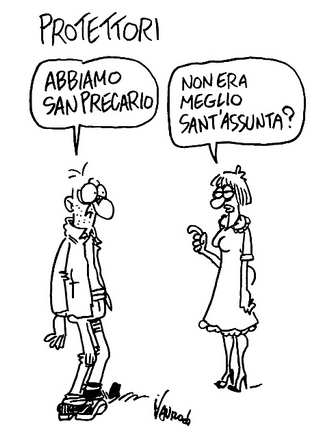 PROTETTORI
ABBIAMO
SAN PRECARIO
NON ERA
MEGLIO
SANT'ASSUNTA?
Vauro